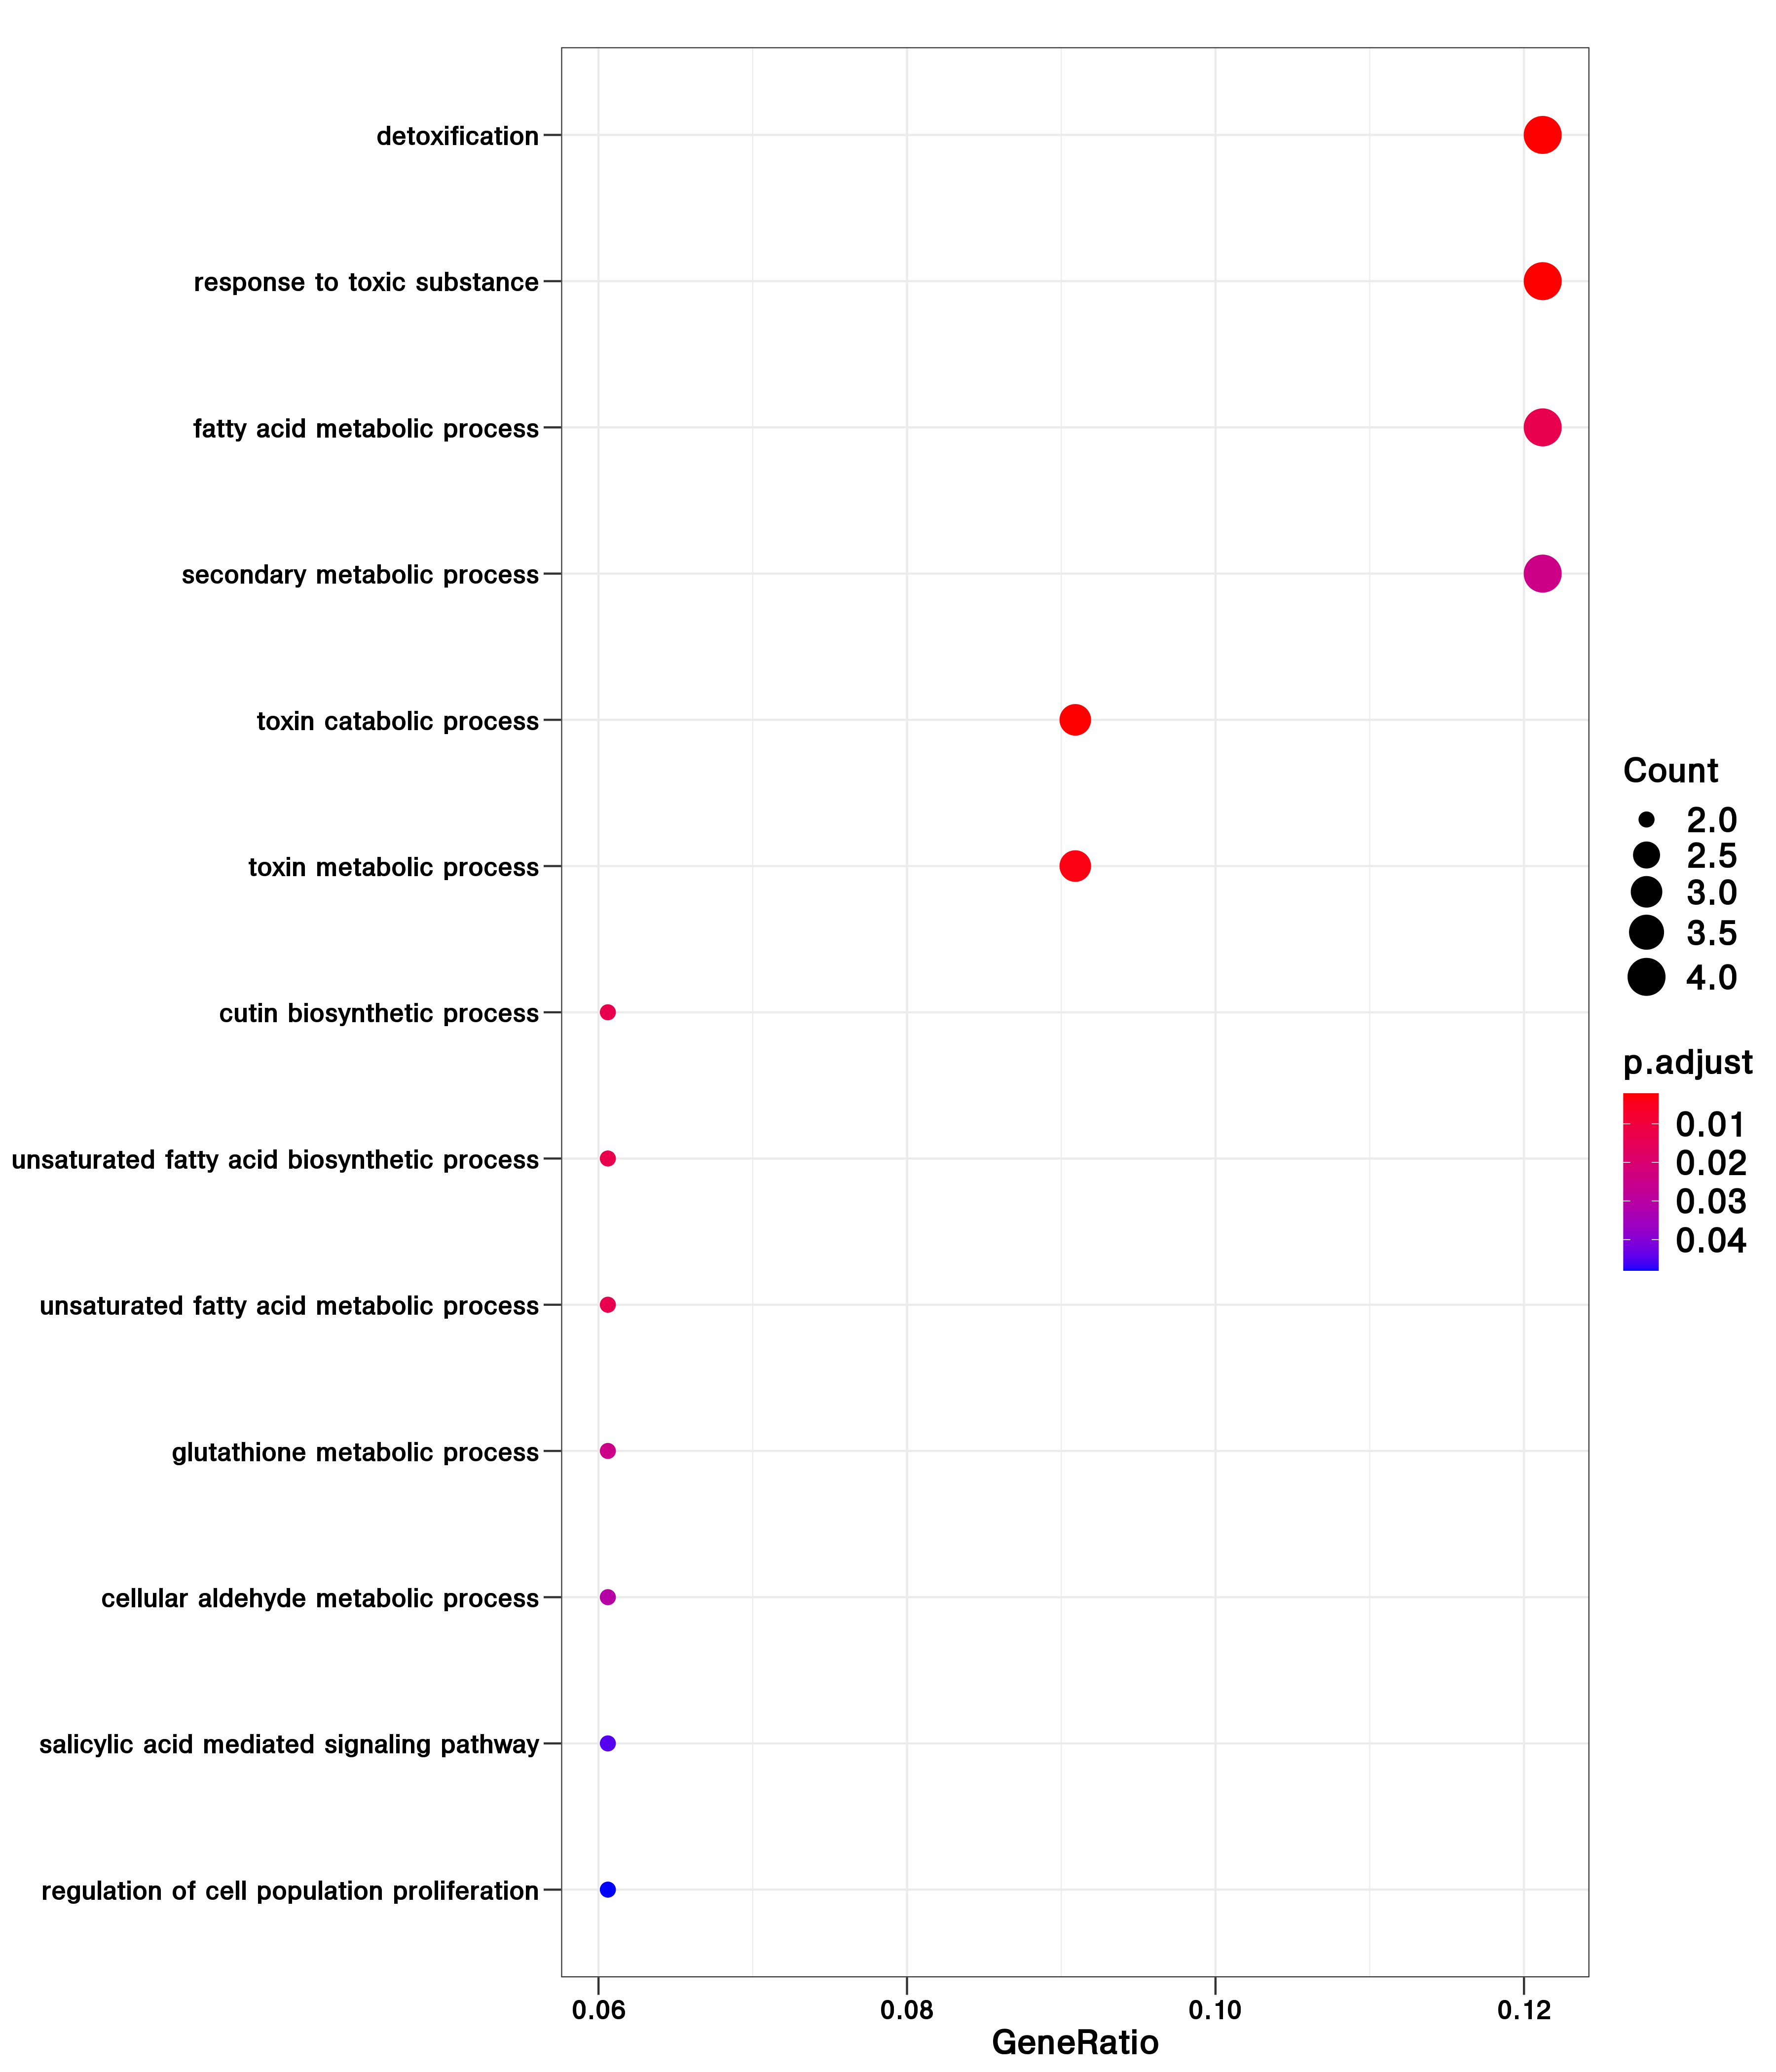 detoxification
response to toxic substance
fatty acid metabolic process
secondary metabolic process
toxin catabolic process
toxin metabolic process
cutin biosynthetic process
unsaturated fatty acid biosynthetic process
unsaturated fatty acid metabolic process
glutathione metabolic process
cellular aldehyde metabolic process
salicylic acid mediated signaling pathway
regulation of cell population proliferation
0.06 0.08 0.10 0.12
GeneRatio
Count
2.0
2.5
3.0
3.5
4.0
p.adjust
0.01
0.02
0.03
0.04